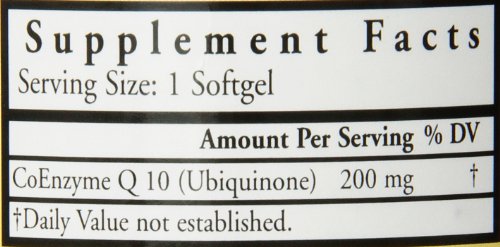 Supplement Facts
Serving Size: 1 Softgel
Amount Per Serving % DV
CoEnzyme Q 10 (Ubiquinone) 200 mg †
†Daily Value not established.